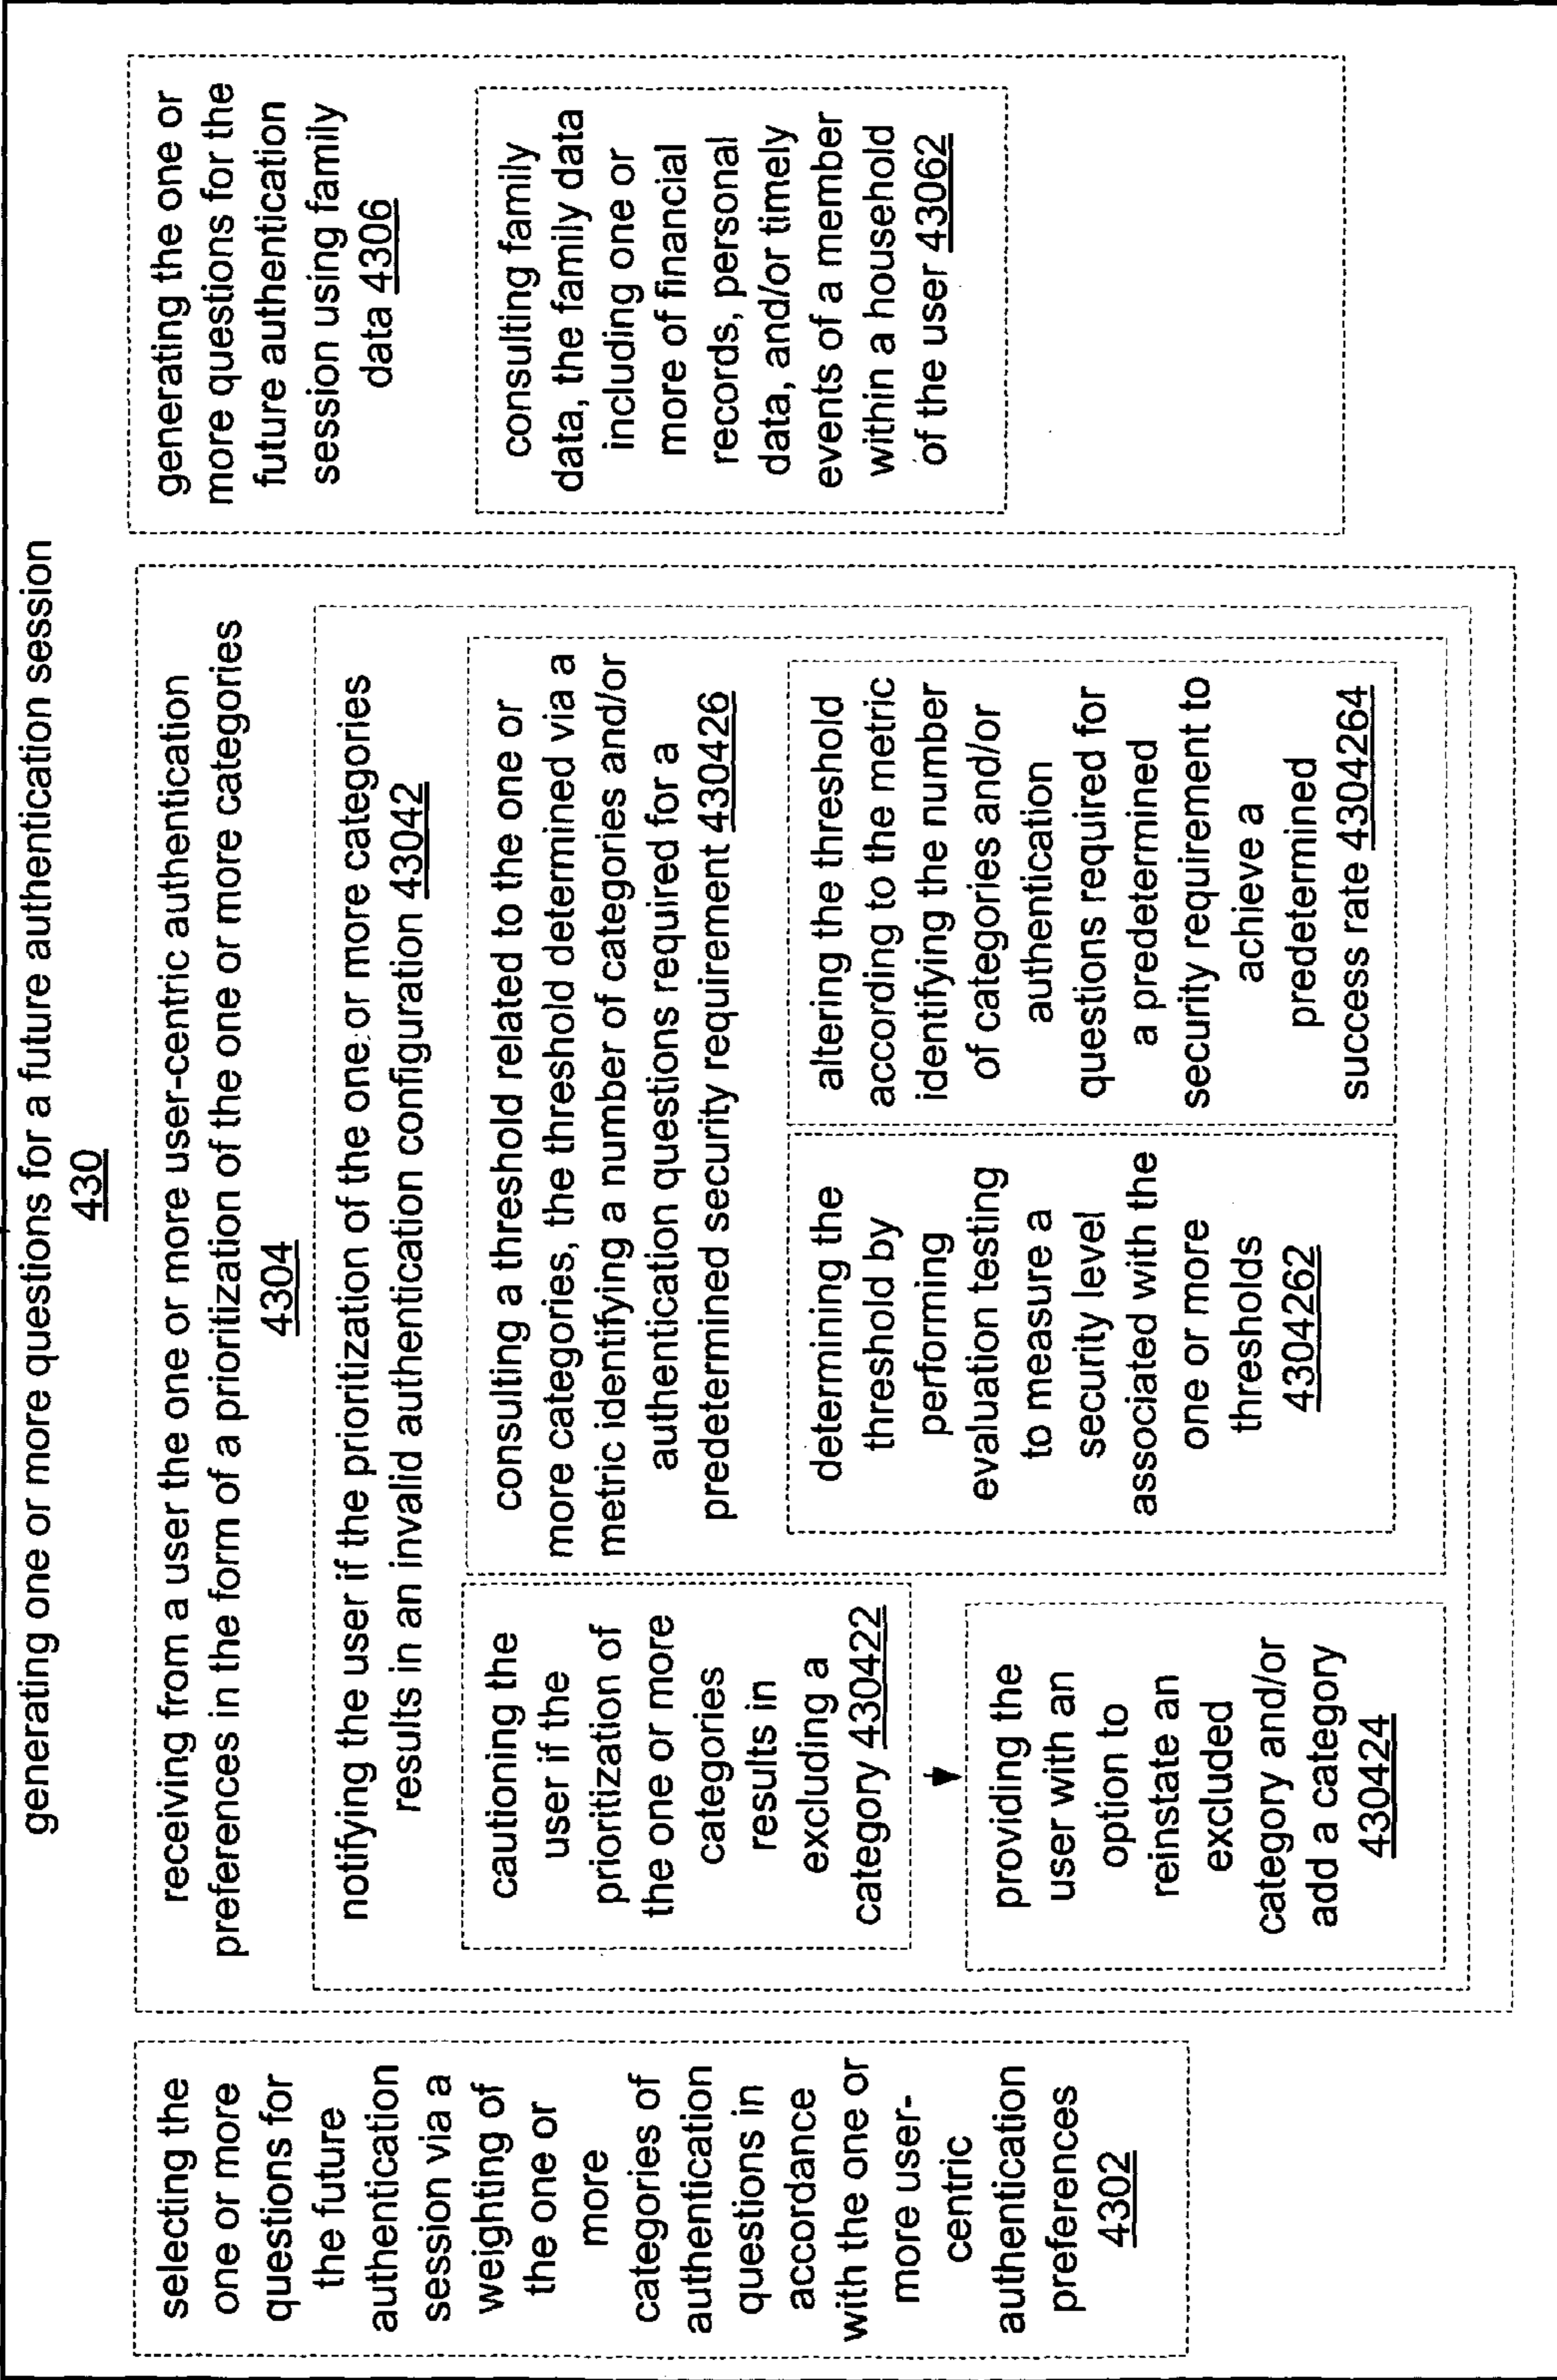 generating one or more questions for a future authentication session
430
selecting the
one or more
questions for
the future
authentication
session via a
weighting of
the one or
more
categories of
authentication
questions in
accordance
with the one or
more user-
centric
authentication
preferences
4302
receiving from a user the one or more user-centric authentication
preferences in the form of a prioritization of the one or more categories
4304
notifying the user if the prioritization of the one or more categories
results in an invalid authentication configuration 43042
cautioning the
user if the
prioritization of
the one or more
categories
results in
excluding a
category 430422
providing the
user with an
option to
reinstate an
excluded
category and/or
add a category
430424
consulting a threshold related to the one or
more categories, the threshold determined via a
metric identifying a number of categories and/or
authentication questions required for a
predetermined security requirement 430426
determining the
threshold by
performing
evaluation testing
to measure a
security level
associated with the
one or more
thresholds
4304262
altering the threshold
according to the metric
identifying the number
of categories and/or
authentication
questions required for
a predetermined
security requirement to
achieve a
predetermined
success rate 4304264
generating the one or
more questions for the
future authentication
session using family
data 4306
consulting family
data, the family data
including one or
more of financial
records, personal
data, and/or timely
events of a member
within a household
of the user 43062